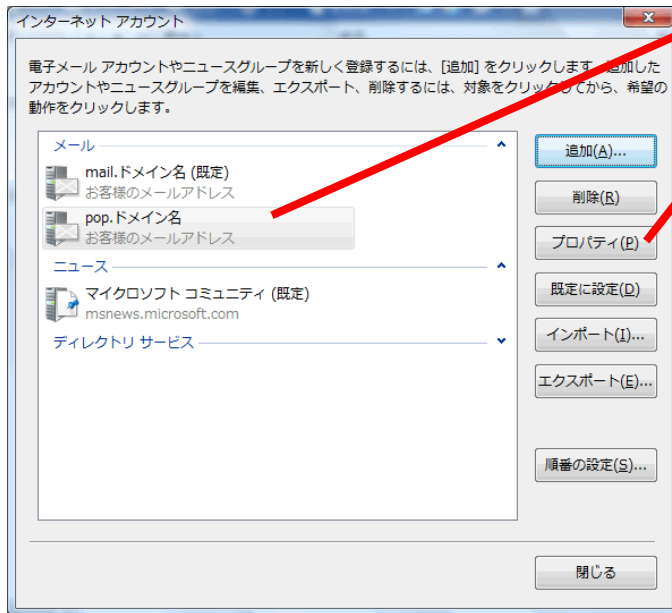 インターネット アカウント
電子メール アカウントやニュースグループを新しく登録するには、[追加] をクリックします。追加した
アカウントやニュースグループを編集、エクスポート、削除するには、対象をクリックしてから、希望の
動作をクリックします。
メール
mail.ドメイン名 (既定)
お客様のメールアドレス
pop.ドメイン名
お客様のメールアドレス
ニュース
マイクロソフト コミュニティ (既定)
msnews.microsoft.com
ディレクトリ サービス
追加(A)...
削除(R)
プロパティ(P)
既定に設定(D)
インポート(I)...
エクスポート(E)...
順番の設定(S)...
閉じる